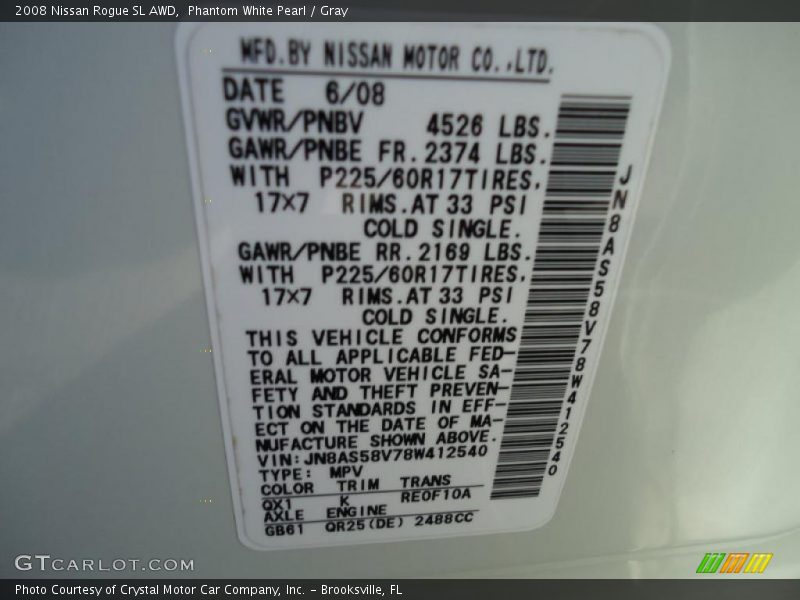 2008 Nissan Rogue SL AWD, Phantom White Pearl / Gray
MFD.BY NISSAN MOTOR CO.,LTD.
DATE 6/08
GVWR/PNBV 4526 LBS.
GAWR/PNBE FR.2374 LBS.
WITH P225/60R17TIRES.
17×7 RIMS.AT 33 PSI
COLD SINGLE.
GAWR/PNBE RR.2169 LBS.
WITH P225/60R17TIRES.
17×7 RIMS.AT 33 PSI
COLD SINGLE.
THIS VEHICLE CONFORMS
TO ALL APPLICABLE FED-
ERAL MOTOR VEHICLE SA-
FETY AND THEFT PREVEN-
TION STANDARDS IN EFF-
ECT ON THE DATE OF MA-
NUFACTURE SHOWN ABOVE.
VIN:JN8AS58V78W412540
TYPE: MPV
COLOR TRIM TRANS
QX1 K RE0F10A
AXLE ENGINE
GB61 QR25(DE) 2488CC
JN8AS58V78W412540
GTCARLOT.COM
Photo Courtesy of Crystal Motor Car Company, Inc. – Brooksville, FL